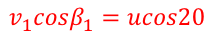 v₁cosβ₁ = ucos20